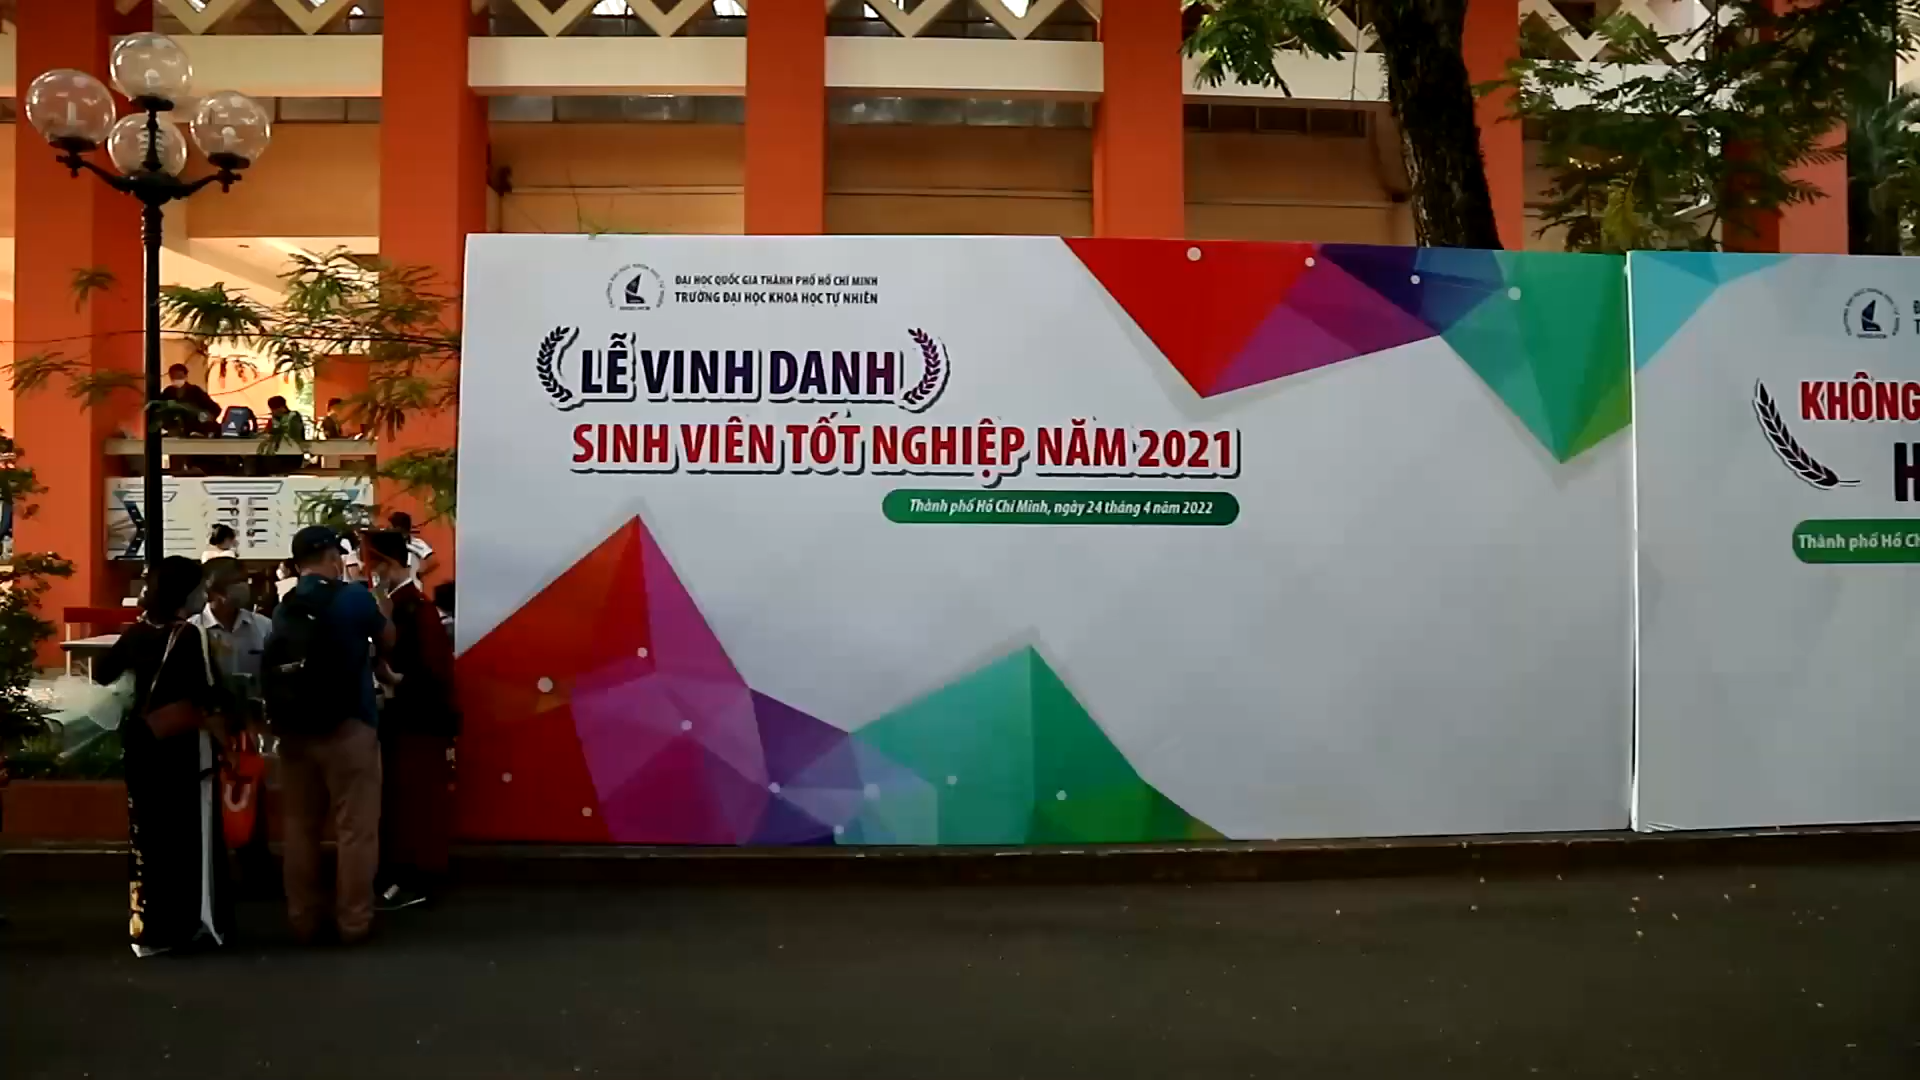 ĐẠI HỌC QUỐC GIA THÀNH PHỐ HỒ CHÍ MINH
TRƯỜNG ĐẠI HỌC KHOA HỌC TỰ NHIÊN
LỄ VINH DANH
SINH VIÊN TỐT NGHIỆP NĂM 2021
Thành phố Hồ Chí Minh, ngày 24 tháng 4 năm 2022
KHÔNG
Thành phố Hồ